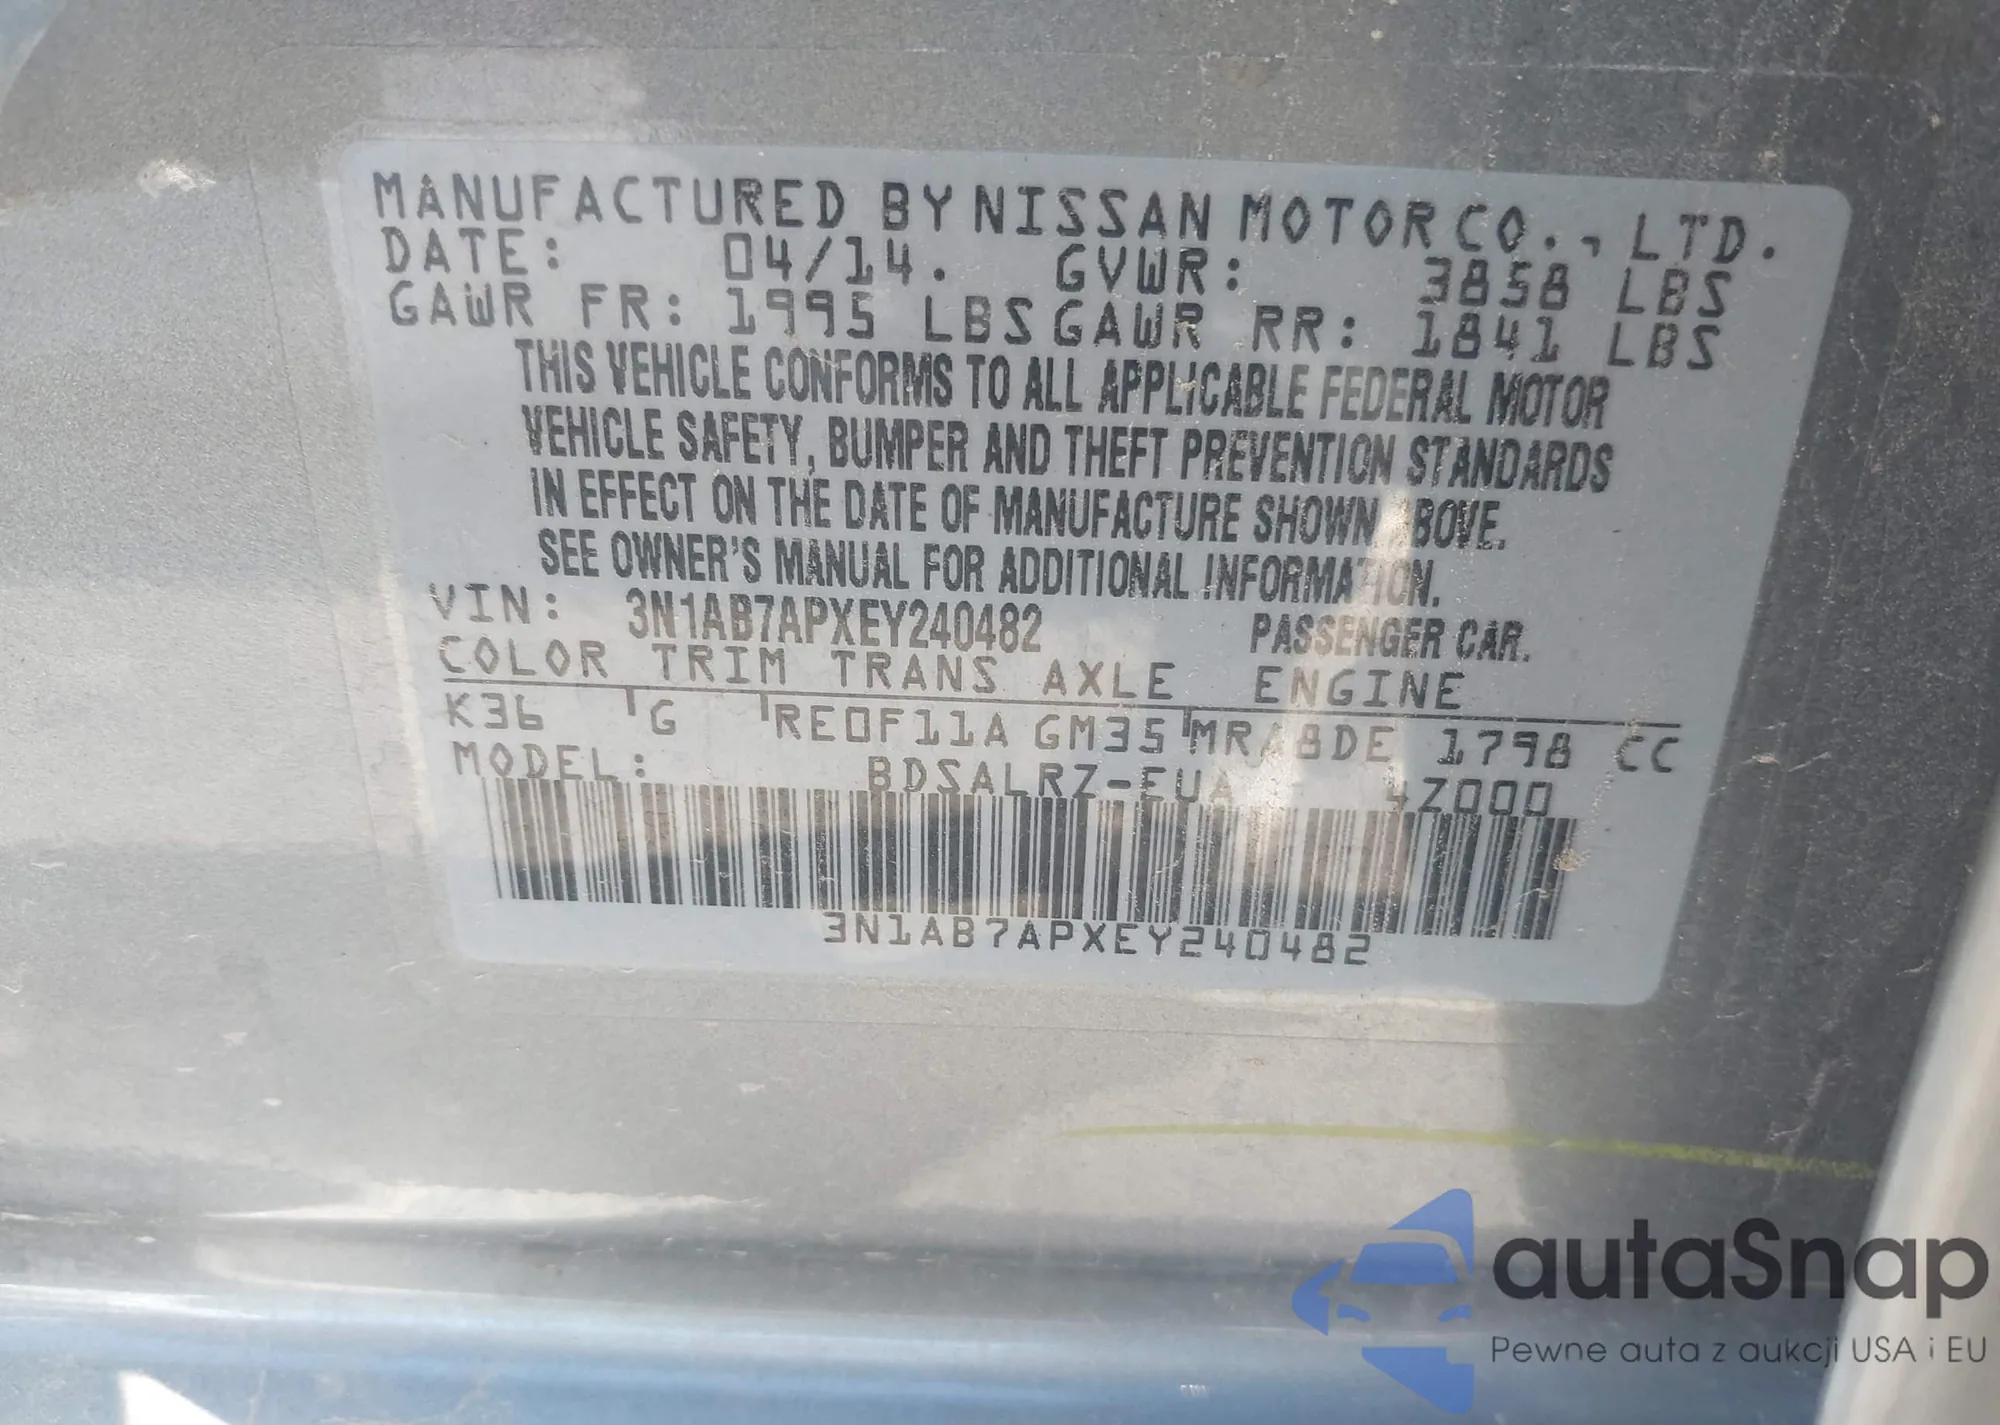 MANUFACTURED BY NISSAN MOTOR CO., LTD.
DATE: 04/14. GVWR: 3858 LBS
GAWR FR: 1995 LBS GAWR RR: 1841 LBS
THIS VEHICLE CONFORMS TO ALL APPLICABLE FEDERAL MOTOR
VEHICLE SAFETY, BUMPER AND THEFT PREVENTION STANDARDS
IN EFFECT ON THE DATE OF MANUFACTURE SHOWN ABOVE.
SEE OWNER'S MANUAL FOR ADDITIONAL INFORMATION.
VIN: 3N1AB7APXEY240482 PASSENGER CAR.
COLOR TRIM TRANS AXLE ENGINE
K36 G RE0F11A GM35 MRA8DE 1798 CC
MODEL: BDSALRZ-EUA
3N1AB7APXEY240482
autaSnap
Pewne auta z aukcji USA i EU